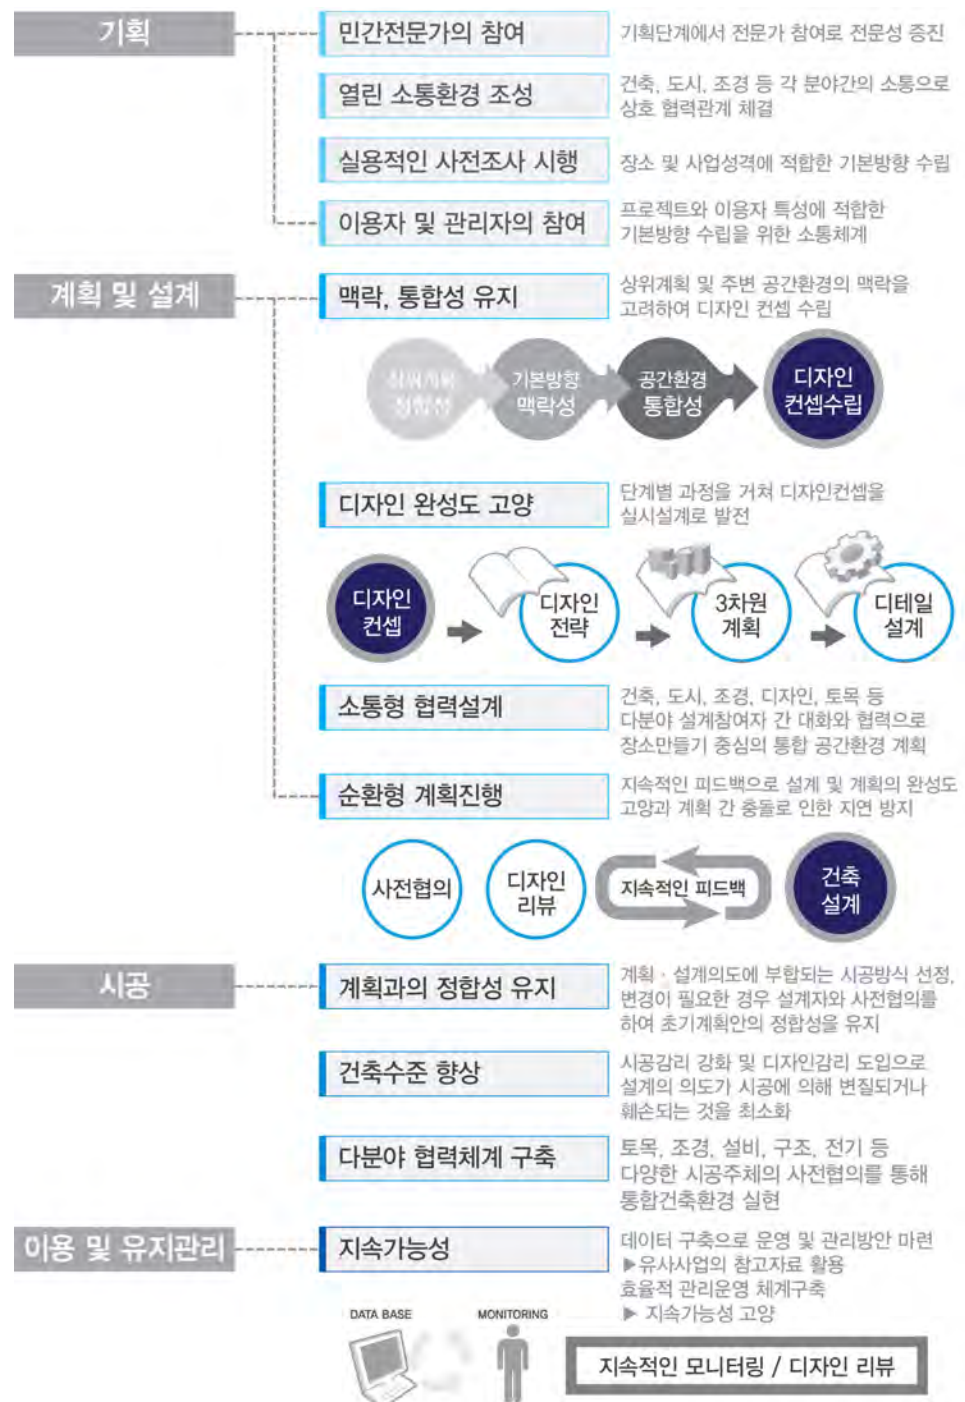 기획
민간전문가의 참여
기획단계에서 전문가 참여로 전문성 증진
열린 소통환경 조성
건축, 도시, 조경 등 각 분야간의 소통으로
상호 협력관계 체결
실용적인 사전조사 시행
장소 및 사업성격에 적합한 기본방향 수립
이용자 및 관리자의 참여
프로젝트와 이용자 특성에 적합한
기본방향 수립을 위한 소통체계
계획 및 설계
맥락, 통합성 유지
상위계획 및 주변 공간환경의 맥락을
고려하여 디자인 컨셉 수립
상위계획
정합성
기본방향
맥락성
공간환경
통합성
디자인
컨셉수립
디자인 완성도 고양
단계별 과정을 거쳐 디자인컨셉을
실시설계로 발전
디자인
컨셉
디자인
전략
3차원
계획
디테일
설계
소통형 협력설계
건축, 도시, 조경, 디자인, 토목 등
다분야 설계참여자 간 대화와 협력으로
장소만들기 중심의 통합 공간환경 계획
순환형 계획진행
지속적인 피드백으로 설계 및 계획의 완성도
고양과 계획 간 충돌로 인한 지연 방지
사전협의
디자인
리뷰
지속적인 피드백
건축
설계
시공
계획과의 정합성 유지
계획 · 설계의도에 부합되는 시공방식 선정,
변경이 필요한 경우 설계자와 사전협의를
하여 초기계획안의 정합성을 유지
건축수준 향상
시공감리 강화 및 디자인감리 도입으로
설계의 의도가 시공에 의해 변질되거나
훼손되는 것을 최소화
다분야 협력체계 구축
토목, 조경, 설비, 구조, 전기 등
다양한 시공주체의 사전협의를 통해
통합건축환경 실현
이용 및 유지관리
지속가능성
데이터 구축으로 운영 및 관리방안 마련
▶유사사업의 참고자료 활용
효율적 관리운영 체계구축
▶ 지속가능성 고양
DATA BASE
MONITORING
지속적인 모니터링 / 디자인 리뷰